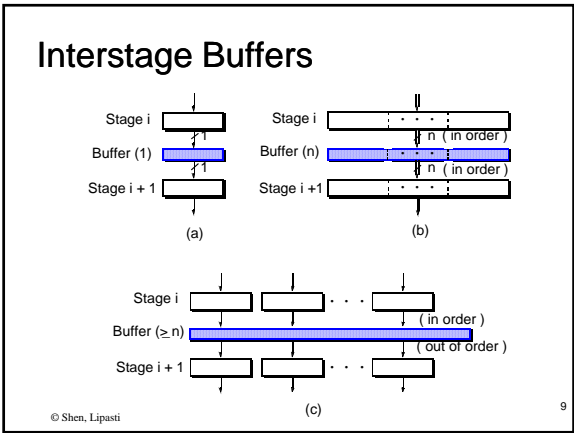 Interstage Buffers
Stage i
1
Buffer (1)
1
Stage i + 1
(a)
Stage i
. . .
n ( in order )
Buffer (n)
. . .
n ( in order )
Stage i +1
. . .
(b)
Stage i
. . .
( in order )
Buffer (≥ n)
( out of order )
Stage i + 1
. . .
(c)
© Shen, Lipasti
9